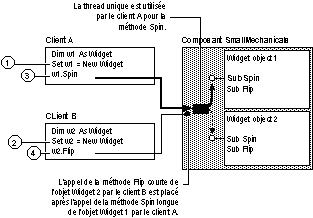 La thread unique est utilisée
par le client A pour la
méthode Spin.
Client A
Composant SmallMechanicale
Dim w1 As Widget
Set w1 = New Widget
w1.Spin
1
3
Widget object 1
Sub Spin
Sub Flip
CLient B
Dim w2 As Widget
Set w2 = New Widget
w2.Flip
2
4
Widget object 2
Sub Spin
Sub Flip
L'appel de la méthode Flip courte de
l'objet Widget 2 par le client B est placé
après l'appel de la méthode Spin longue
de l'objet Widget 1 par le client A.